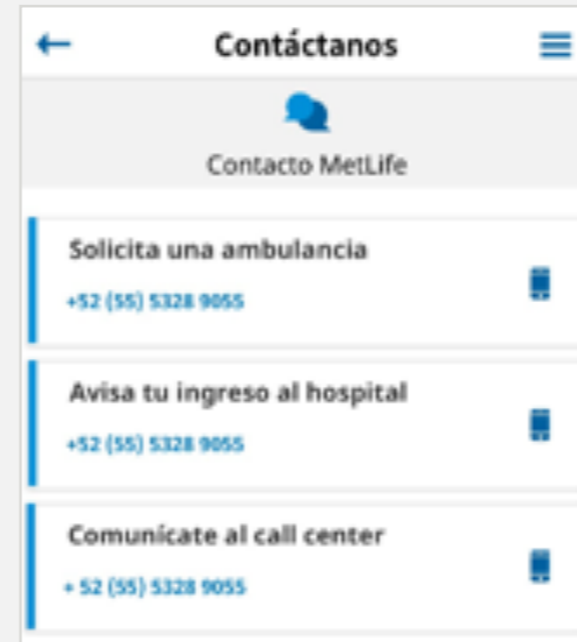 Contáctanos
Contacto MetLife
Solicita una ambulancia
+52 (55) 5328 9055
Avisa tu ingreso al hospital
+52 (55) 5328 9055
Comunícate al call center
+ 52 (55) 5328 9055